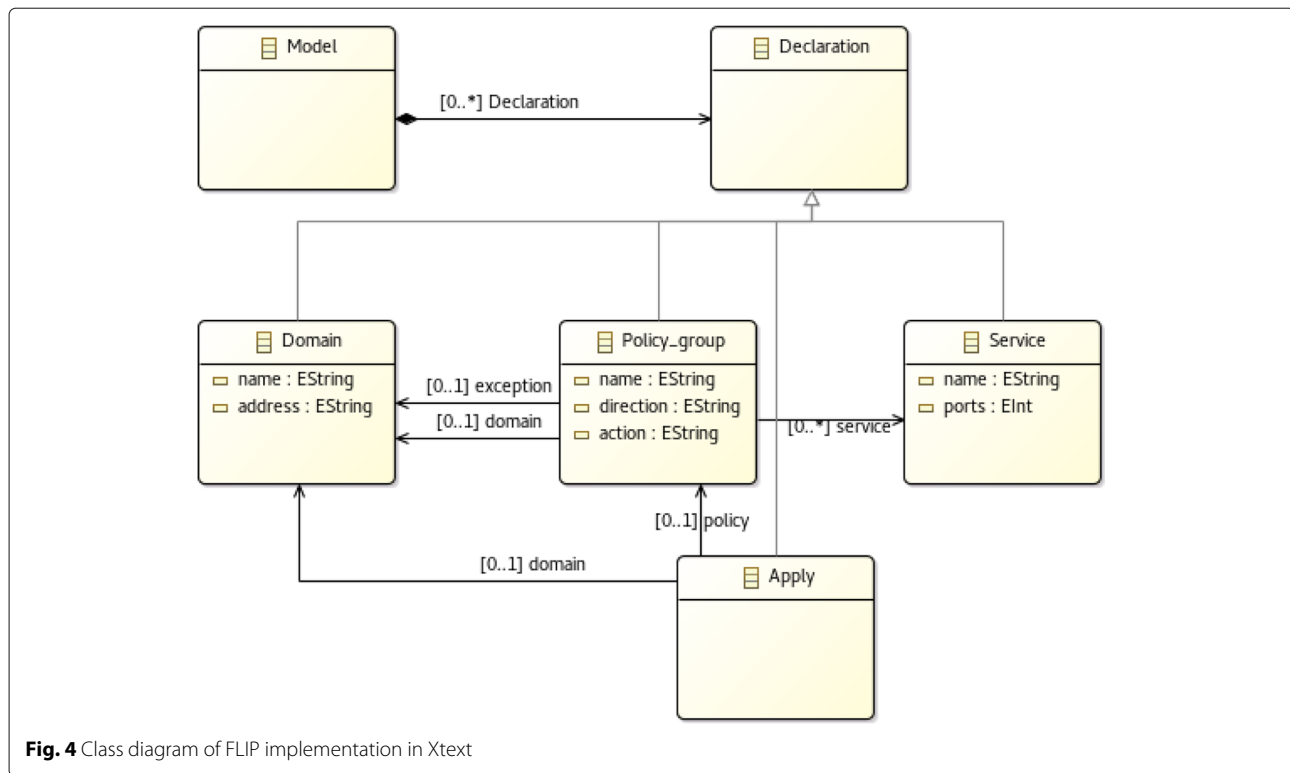 Model
Declaration
[0..*] Declaration
Domain
name : EString
address : EString
[0..1] exception
[0..1] domain
Policy_group
name : EString
direction : EString
action : EString
[0..*] service
Service
name : EString
ports : EInt
[0..1] policy
[0..1] domain
Apply
Fig. 4 Class diagram of FLIP implementation in Xtext